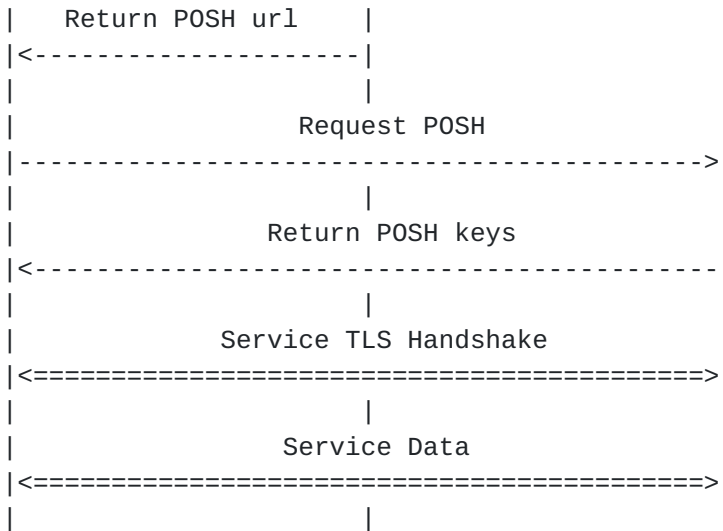 | Return POSH url |
|<---------------------|
| |
| Request POSH
|-------------------------------------------->
| |
| Return POSH keys
|<--------------------------------------------
| |
| Service TLS Handshake
|<===========================================>
| |
| Service Data
|<===========================================>
| |